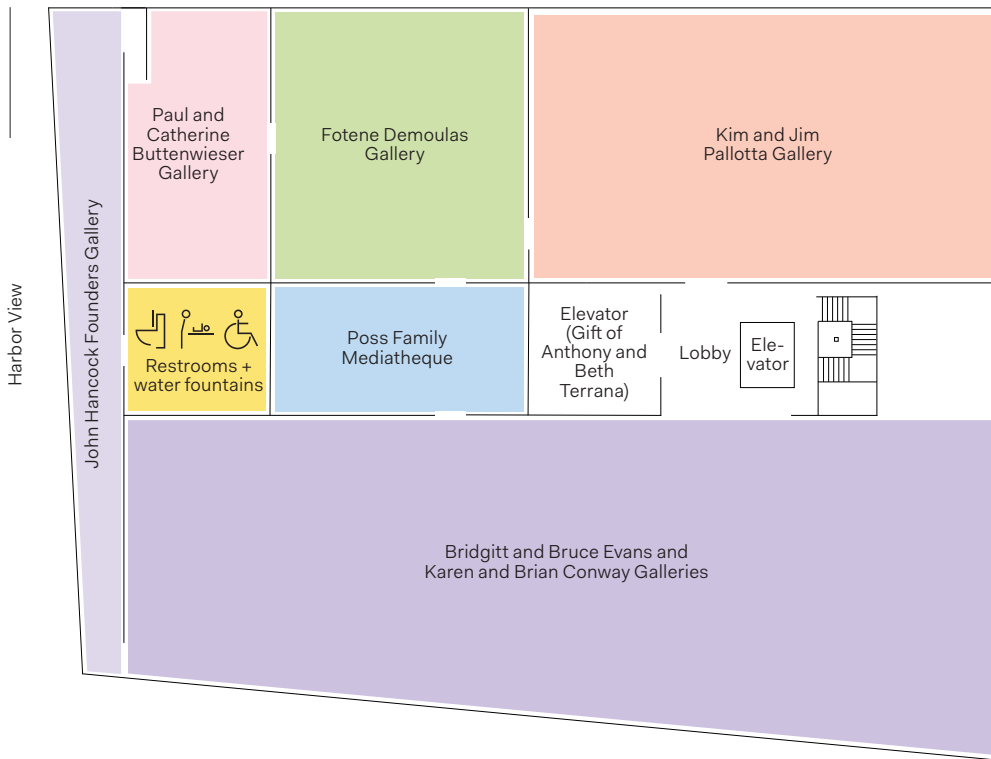 Harbor View
John Hancock Founders Gallery
Paul and
Catherine
Buttenwieser
Gallery
Fotene Demoulas
Gallery
Kim and Jim
Pallotta Gallery
Restrooms +
water fountains
Poss Family
Mediatheque
Elevator
(Gift of
Anthony and
Beth
Terrana)
Lobby
Ele-
vator
Bridgitt and Bruce Evans and
Karen and Brian Conway Galleries